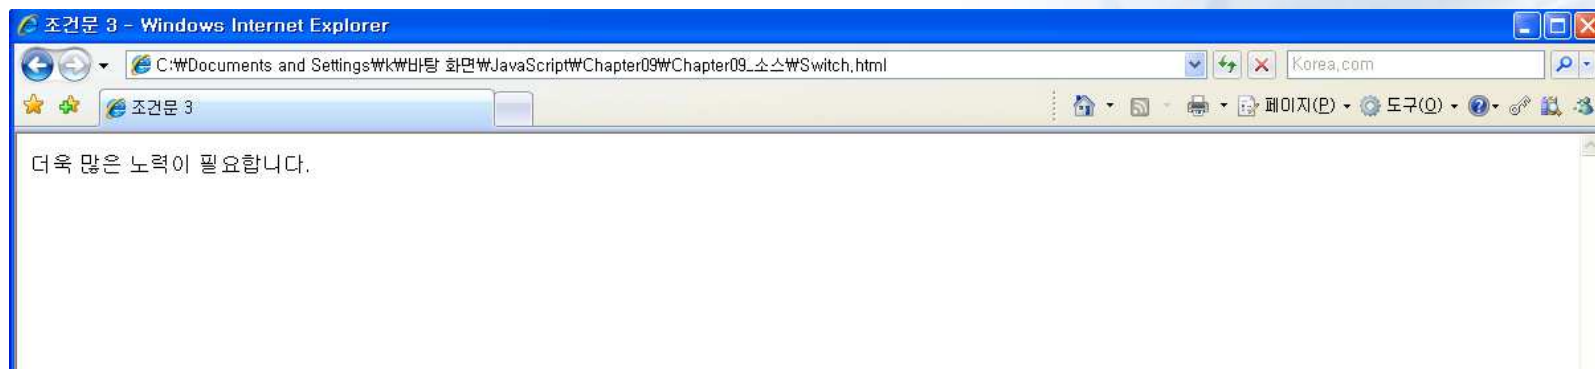 조건문 3 - Windows Internet Explorer
C:₩Documents and Settings₩k₩바탕 화면₩JavaScript₩Chapter09₩Chapter09_소스₩Switch.html
Korea.com
조건문 3
페이지(P)
도구(O)
더욱 많은 노력이 필요합니다.